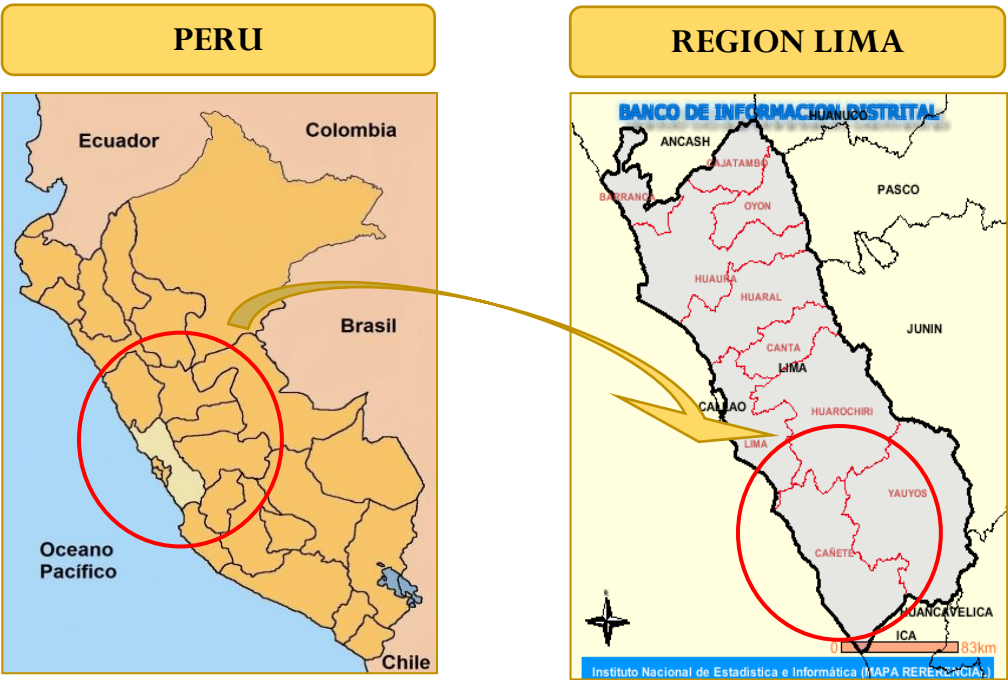 PERU
Ecuador
Colombia
Brasil
Oceano
Pacífico
Chile
REGION LIMA
BANCO DE INFORMACION DISTRITAL
HUANUCO
ANCASH
CAJATAMBO
BARRANCA
OYON
PASCO
HUAURA
HUARAL
JUNIN
CANTA
LIMA
CALLAO
HUAROCHIRI
LIMA
YAUYOS
CAÑETE
HUANCAVELICA
ICA
0 83km
Instituto Nacional de Estadistica e Informática (MAPA RERERENCIAL)